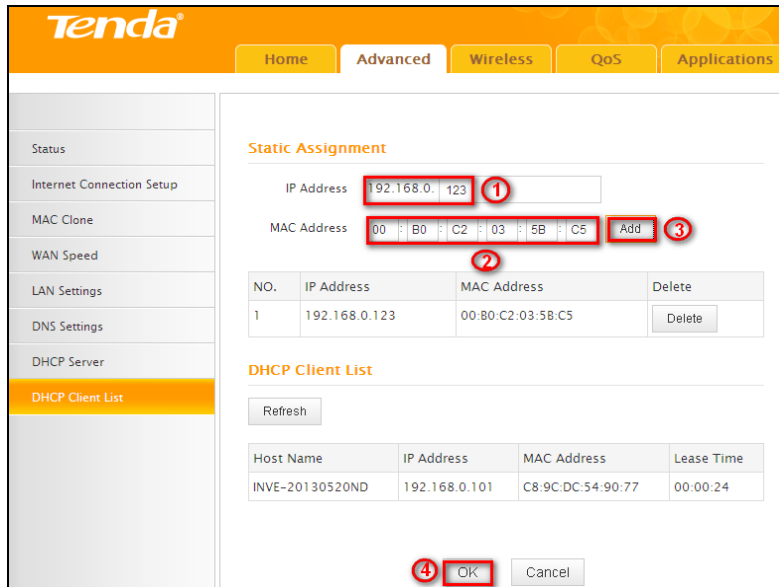 Tenda®
Home Advanced Wireless QoS Applications
Status
Internet Connection Setup
MAC Clone
WAN Speed
LAN Settings
DNS Settings
DHCP Server
DHCP Client List
Static Assignment
IP Address 192.168.0. 123 1
MAC Address 00 : B0 : C2 : 03 : 5B : C5 Add 3
2
NO. IP Address MAC Address Delete
1 192.168.0.123 00:B0:C2:03:5B:C5 Delete
DHCP Client List
Refresh
Host Name IP Address MAC Address Lease Time
INVE-20130520ND 192.168.0.101 C8:9C:DC:54:90:77 00:00:24
4 OK Cancel